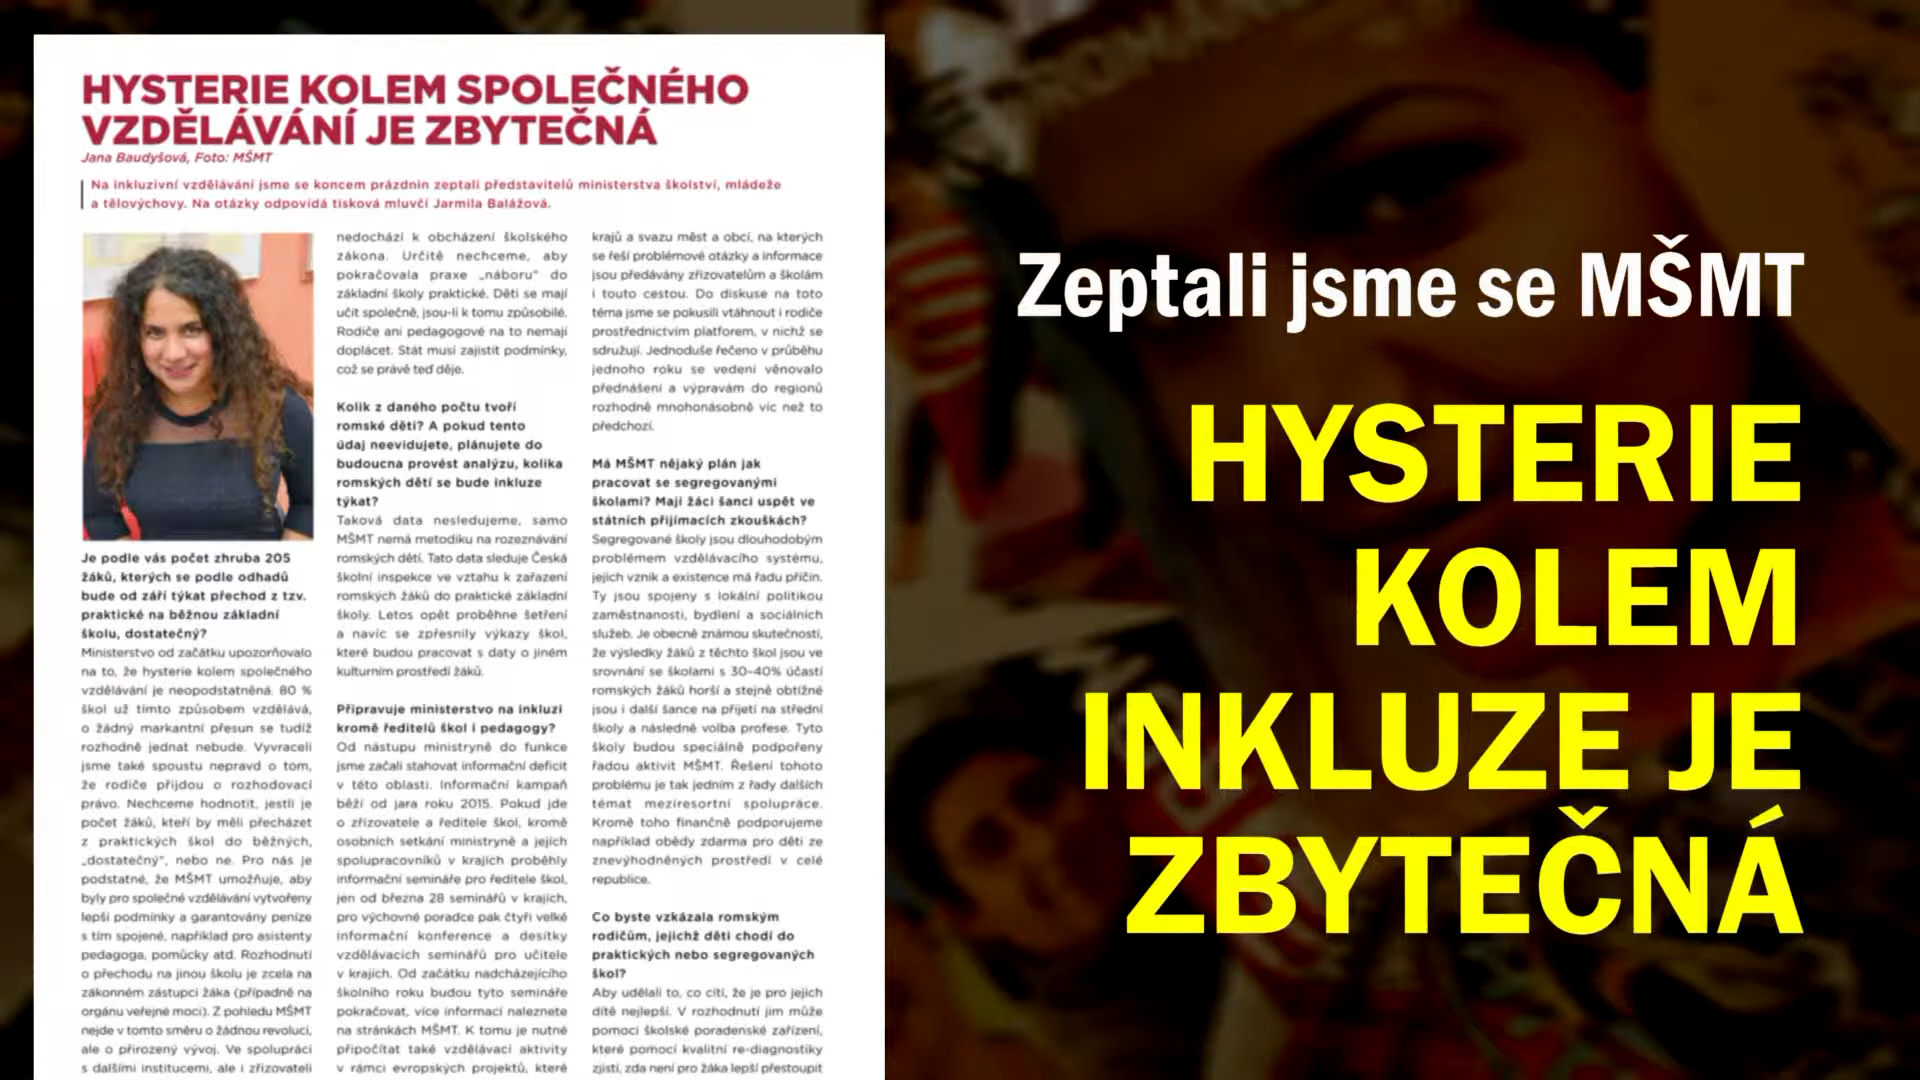 HYSTERIE KOLEM SPOLEČNÉHO
VZDĚLÁVÁNÍ JE ZBYTEČNÁ
Jana Baudyšová, Foto: MŠMT
Na inkluzivní vzdělávání jsme se koncem prázdnin zeptali představitelů ministerstva školství, mládeže
a tělovýchovy. Na otázky odpovídá tisková mluvčí Jarmila Balážová.
Je podle vás počet zhruba 205
žáků, kterých se podle odhadů
bude od září týkat přechod z tzv.
praktické na běžnou základní
školu, dostatečný?
Ministerstvo od začátku upozorňovalo
na to, že hysterie kolem společného
vzdělávání je neopodstatněná. 80 %
škol už tímto způsobem vzdělává,
o žádný markantní přesun se tudíž
rozhodně jednat nebude. Vyvraceli
jsme také spoustu nepravd o tom,
že rodiče přijdou o rozhodovací
právo. Nechceme hodnotit, jestli je
počet žáků, kteří by měli přecházet
z praktických škol do běžných,
„dostatečný“, nebo ne. Pro nás je
podstatné, že MŠMT umožňuje, aby
byly pro společné vzdělávání vytvořeny
lepší podmínky a garantovány peníze
s tím spojené, například pro asistenty
pedagoga, pomůcky atd. Rozhodnutí
o přechodu na jinou školu je zcela na
zákonném zástupci žáka (případně na
orgánu veřejné moci). Z pohledu MŠMT
nejde v tomto směru o žádnou revoluci,
ale o přirozený vývoj. Ve spolupráci
s dalšími institucemi, ale i zřizovateli
nedochází k obcházení školského
zákona. Určitě nechceme, aby
pokračovala praxe „náboru“ do
základní školy praktické. Děti se mají
učit společně, jsou-li k tomu způsobilé.
Rodiče ani pedagogové na to nemají
doplácet. Stát musí zajistit podmínky,
což se právě teď děje.
Kolik z daného počtu tvoří
romské děti? A pokud tento
údaj neevidujete, plánujete do
budoucna provést analýzu, kolika
romských dětí se bude inkluze
týkat?
Taková data nesledujeme, samo
MŠMT nemá metodiku na rozeznávání
romských dětí. Tato data sleduje Česká
školní inspekce ve vztahu k zařazení
romských žáků do praktické základní
školy. Letos opět proběhne šetření
a navíc se zpřesnily výkazy škol,
které budou pracovat s daty o jiném
kulturním prostředí žáků.
Připravuje ministerstvo na inkluzi
kromě ředitelů škol i pedagogy?
Od nástupu ministryně do funkce
jsme začali stahovat informační deficit
v této oblasti. Informační kampaň
běží od jara roku 2015. Pokud jde
o zřizovatele a ředitele škol, kromě
osobních setkání ministryně a jejích
spolupracovníků v krajích proběhly
informační semináře pro ředitele škol,
jen od března 28 seminářů v krajích,
pro výchovné poradce pak čtyři velké
informační konference a desítky
vzdělávacích seminářů pro učitele
v krajích. Od začátku nadcházejícího
školního roku budou tyto semináře
pokračovat, více informací naleznete
na stránkách MŠMT. K tomu je nutné
připočítat také vzdělávací aktivity
v rámci evropských projektů, které
krajů a svazu měst a obcí, na kterých
se řeší problémové otázky a informace
jsou předávány zřizovatelům a školám
i touto cestou. Do diskuse na toto
téma jsme se pokusili vtáhnout i rodiče
prostřednictvím platforem, v nichž se
sdružují. Jednoduše řečeno v průběhu
jednoho roku se vedení věnovalo
přednášení a výpravám do regionů
rozhodně mnohonásobně víc než to
předchozí.
Má MŠMT nějaký plán jak
pracovat se segregovanými
školami? Mají žáci šanci uspět ve
státních přijímacích zkouškách?
Segregované školy jsou dlouhodobým
problémem vzdělávacího systému,
jejich vznik a existence má řadu příčin.
Ty jsou spojeny s lokální politikou
zaměstnanosti, bydlení a sociálních
služeb. Je obecně známou skutečností,
že výsledky žáků z těchto škol jsou ve
srovnání se školami s 30–40% účastí
romských žáků horší a stejně obtížné
jsou i další šance na přijetí na střední
školy a následně volba profese. Tyto
školy budou speciálně podpořeny
řadou aktivit MŠMT. Řešení tohoto
problému je tak jedním z řady dalších
témat meziresortní spolupráce.
Kromě toho finančně podporujeme
například obědy zdarma pro děti ze
znevýhodněných prostředí v celé
republice.
Co byste vzkázala romským
rodičům, jejichž děti chodí do
praktických nebo segregovaných
škol?
Aby udělali to, co cítí, že je pro jejich
dítě nejlepší. V rozhodnutí jim může
pomoci školské poradenské zařízení,
které pomocí kvalitní re-diagnostiky
zjistí, zda není pro žáka lepší přestoupit
Zeptali jsme se MŠMT
HYSTERIE
KOLEM
INKLUZE JE
ZBYTEČNÁ